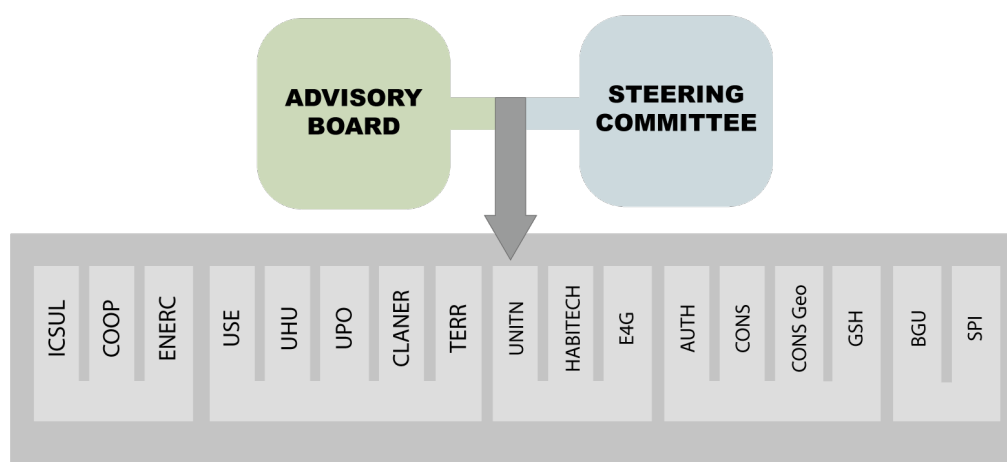 ADVISORY
BOARD
STEERING
COMMITTEE
ICSUL
COOP
ENERC
USE
UHU
UPO
CLANER
TERR
UNITN
HABITECH
E4G
AUTH
CONS
CONS Geo
GSH
BGU
SPI